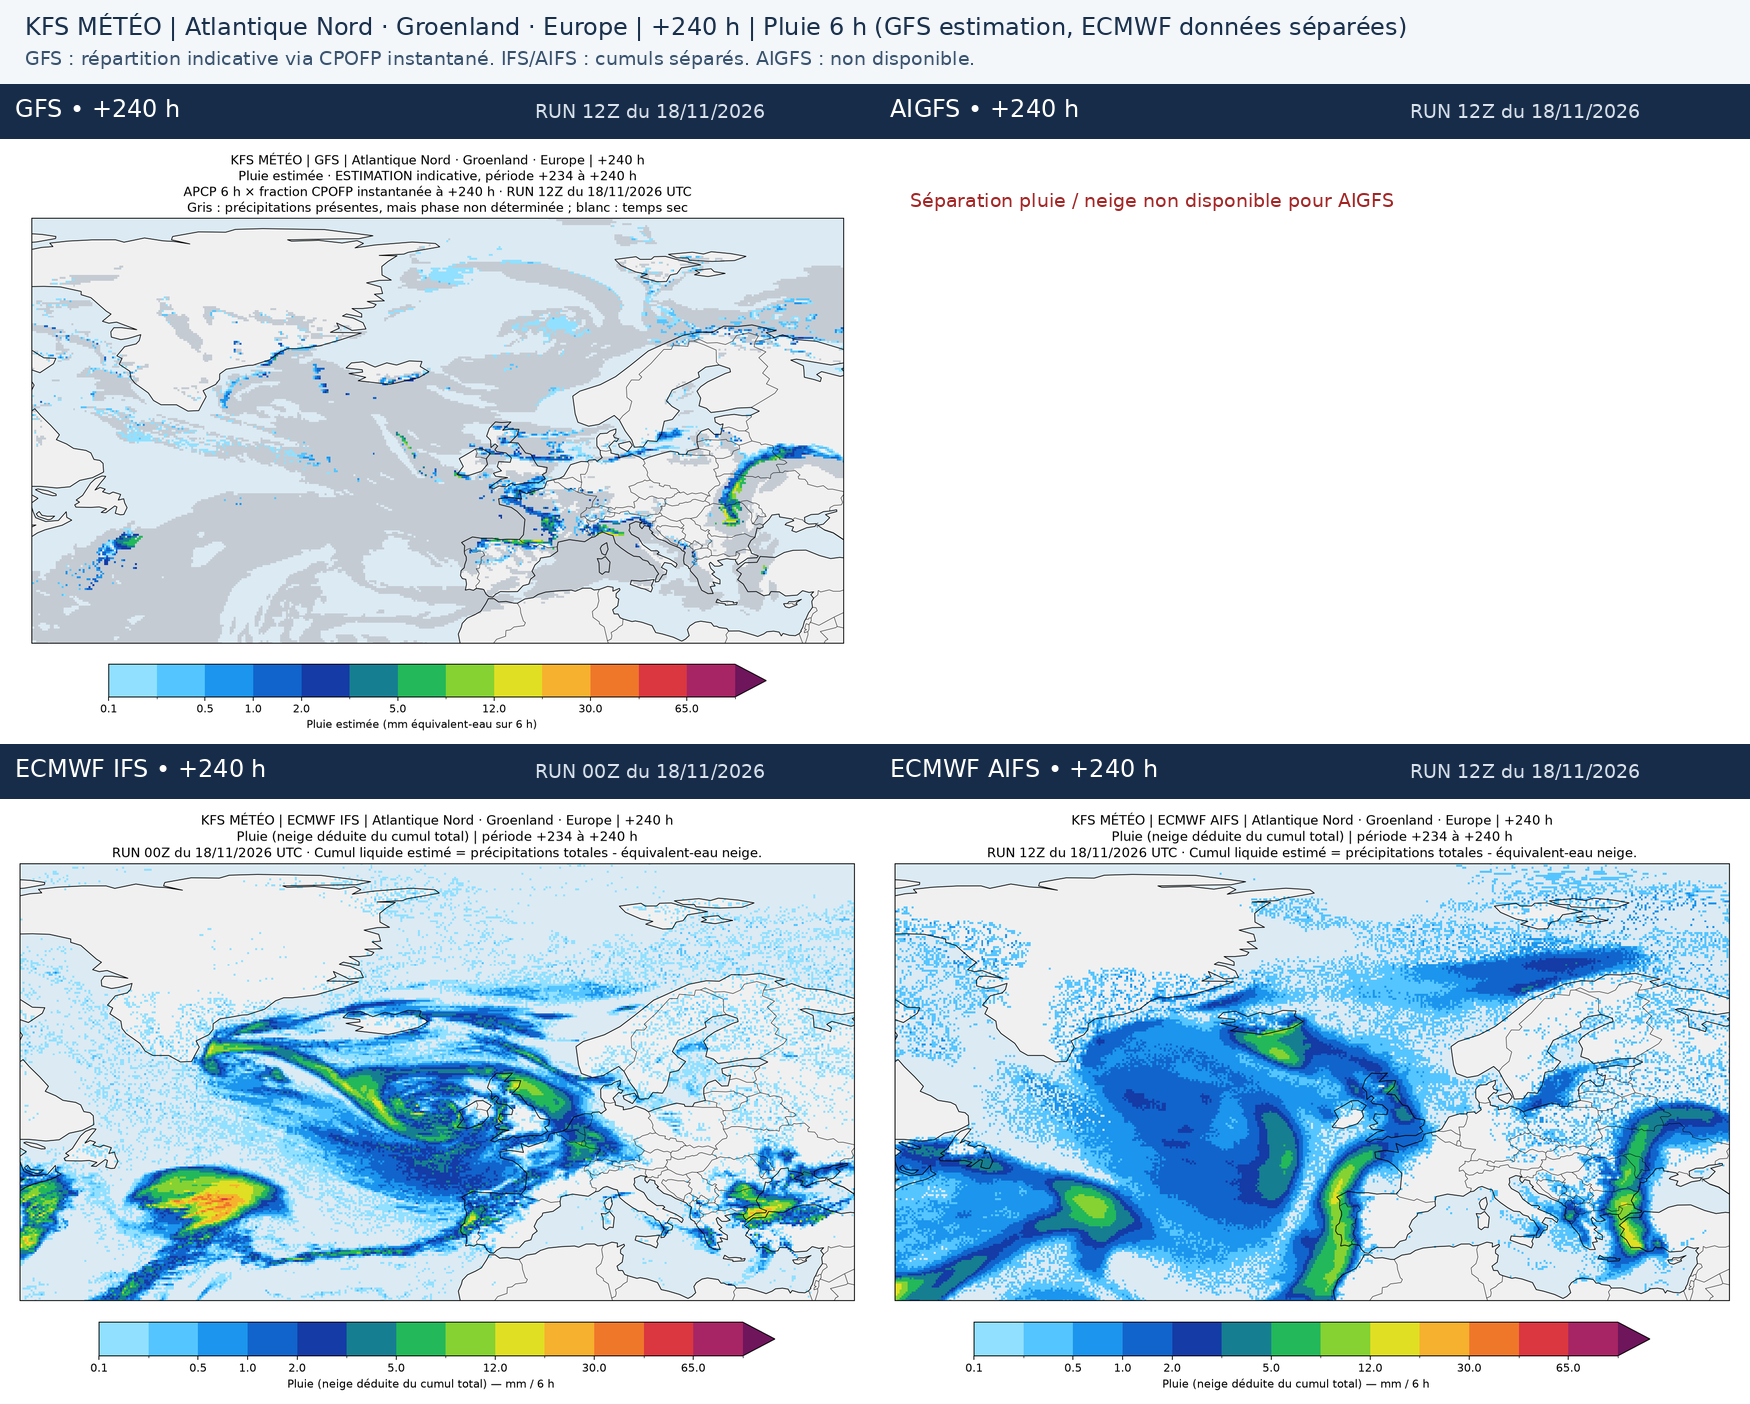 KFS MÉTÉO | Atlantique Nord · Groenland · Europe | +240 h | Pluie 6 h (GFS estimation, ECMWF données séparées)
GFS : répartition indicative via CPOFP instantané. IFS/AIFS : cumuls séparés. AIGFS : non disponible.
GFS • +240 h
RUN 12Z du 18/11/2026
AIGFS • +240 h
RUN 12Z du 18/11/2026
KFS MÉTÉO | GFS | Atlantique Nord · Groenland · Europe | +240 h
Pluie estimée · ESTIMATION indicative, période +234 à +240 h
APCP 6 h × fraction CPOFP instantanée à +240 h · RUN 12Z du 18/11/2026 UTC
Gris : précipitations présentes, mais phase non déterminée ; blanc : temps sec
0.1 0.5 1.0 2.0 5.0 12.0 30.0 65.0
Pluie estimée (mm équivalent-eau sur 6 h)
Séparation pluie / neige non disponible pour AIGFS
ECMWF IFS • +240 h
RUN 00Z du 18/11/2026
ECMWF AIFS • +240 h
RUN 12Z du 18/11/2026
KFS MÉTÉO | ECMWF IFS | Atlantique Nord · Groenland · Europe | +240 h
Pluie (neige déduite du cumul total) | période +234 à +240 h
RUN 00Z du 18/11/2026 UTC · Cumul liquide estimé = précipitations totales - équivalent-eau neige.
0.1 0.5 1.0 2.0 5.0 12.0 30.0 65.0
Pluie (neige déduite du cumul total) — mm / 6 h
KFS MÉTÉO | ECMWF AIFS | Atlantique Nord · Groenland · Europe | +240 h
Pluie (neige déduite du cumul total) | période +234 à +240 h
RUN 12Z du 18/11/2026 UTC · Cumul liquide estimé = précipitations totales - équivalent-eau neige.
0.1 0.5 1.0 2.0 5.0 12.0 30.0 65.0
Pluie (neige déduite du cumul total) — mm / 6 h